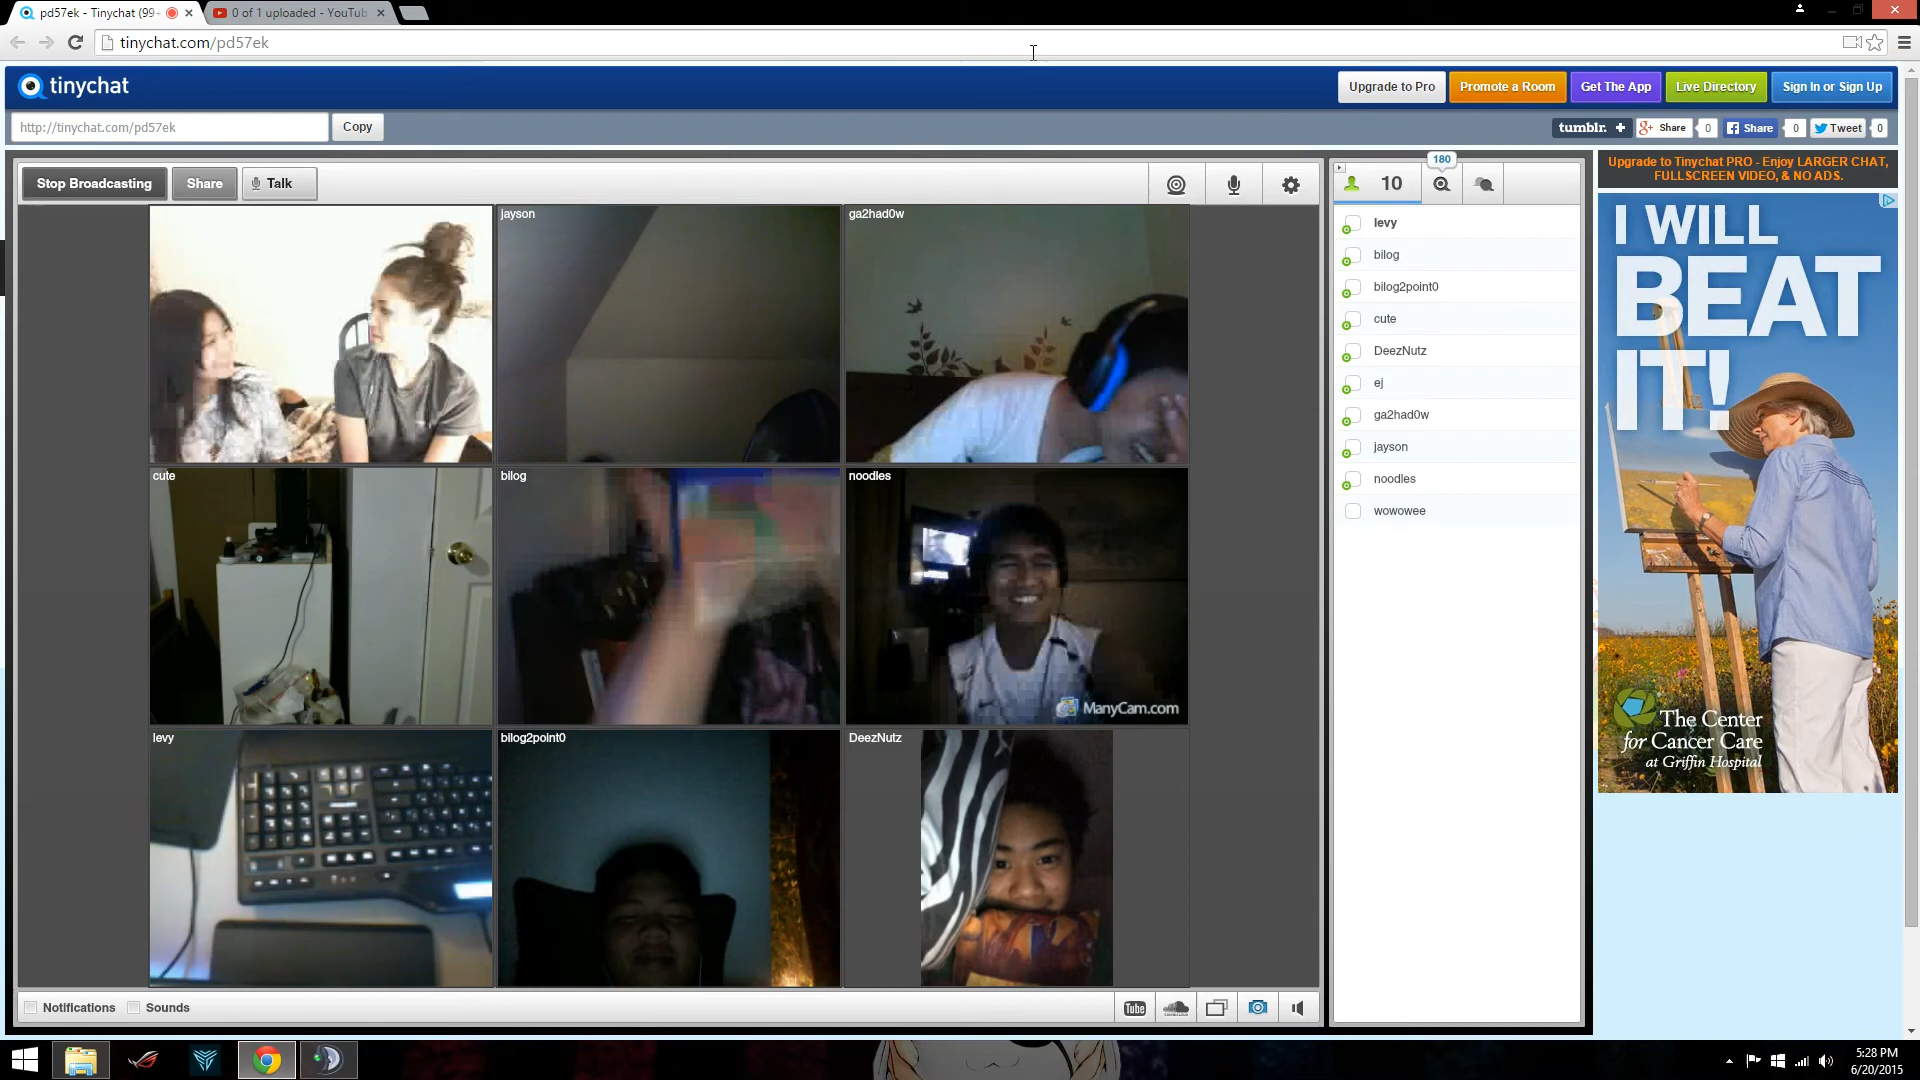 pd57ek - Tinychat (99+
0 of 1 uploaded - YouTub
tinychat.com/pd57ek
tinychat
Upgrade to Pro
Promote a Room
Get The App
Live Directory
Sign In or Sign Up
http://tinychat.com/pd57ek
Copy
tumblr. +
g+ Share 0
f Share 0
Tweet 0
Stop Broadcasting
Share
Talk
10
180
jayson
ga2had0w
cute
bilog
noodles
ManyCam.com
levy
bilog2point0
DeezNutz
levy
bilog
bilog2point0
cute
DeezNutz
ej
ga2had0w
jayson
noodles
wowowee
Upgrade to Tinychat PRO - Enjoy LARGER CHAT,
FULLSCREEN VIDEO, & NO ADS.
I WILL
BEAT
IT!
The Center
for Cancer Care
at Griffin Hospital
Notifications
Sounds
You Tube
5:28 PM
6/20/2015